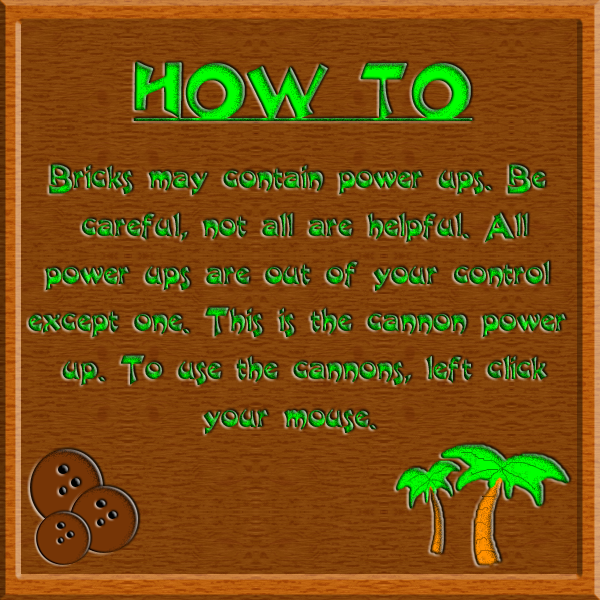 HOW TO
Bricks may contain power ups. Be
careful, not all are helpful. All
power ups are out of your control
except one. This is the cannon power
up. To use the cannons, left click
your mouse.